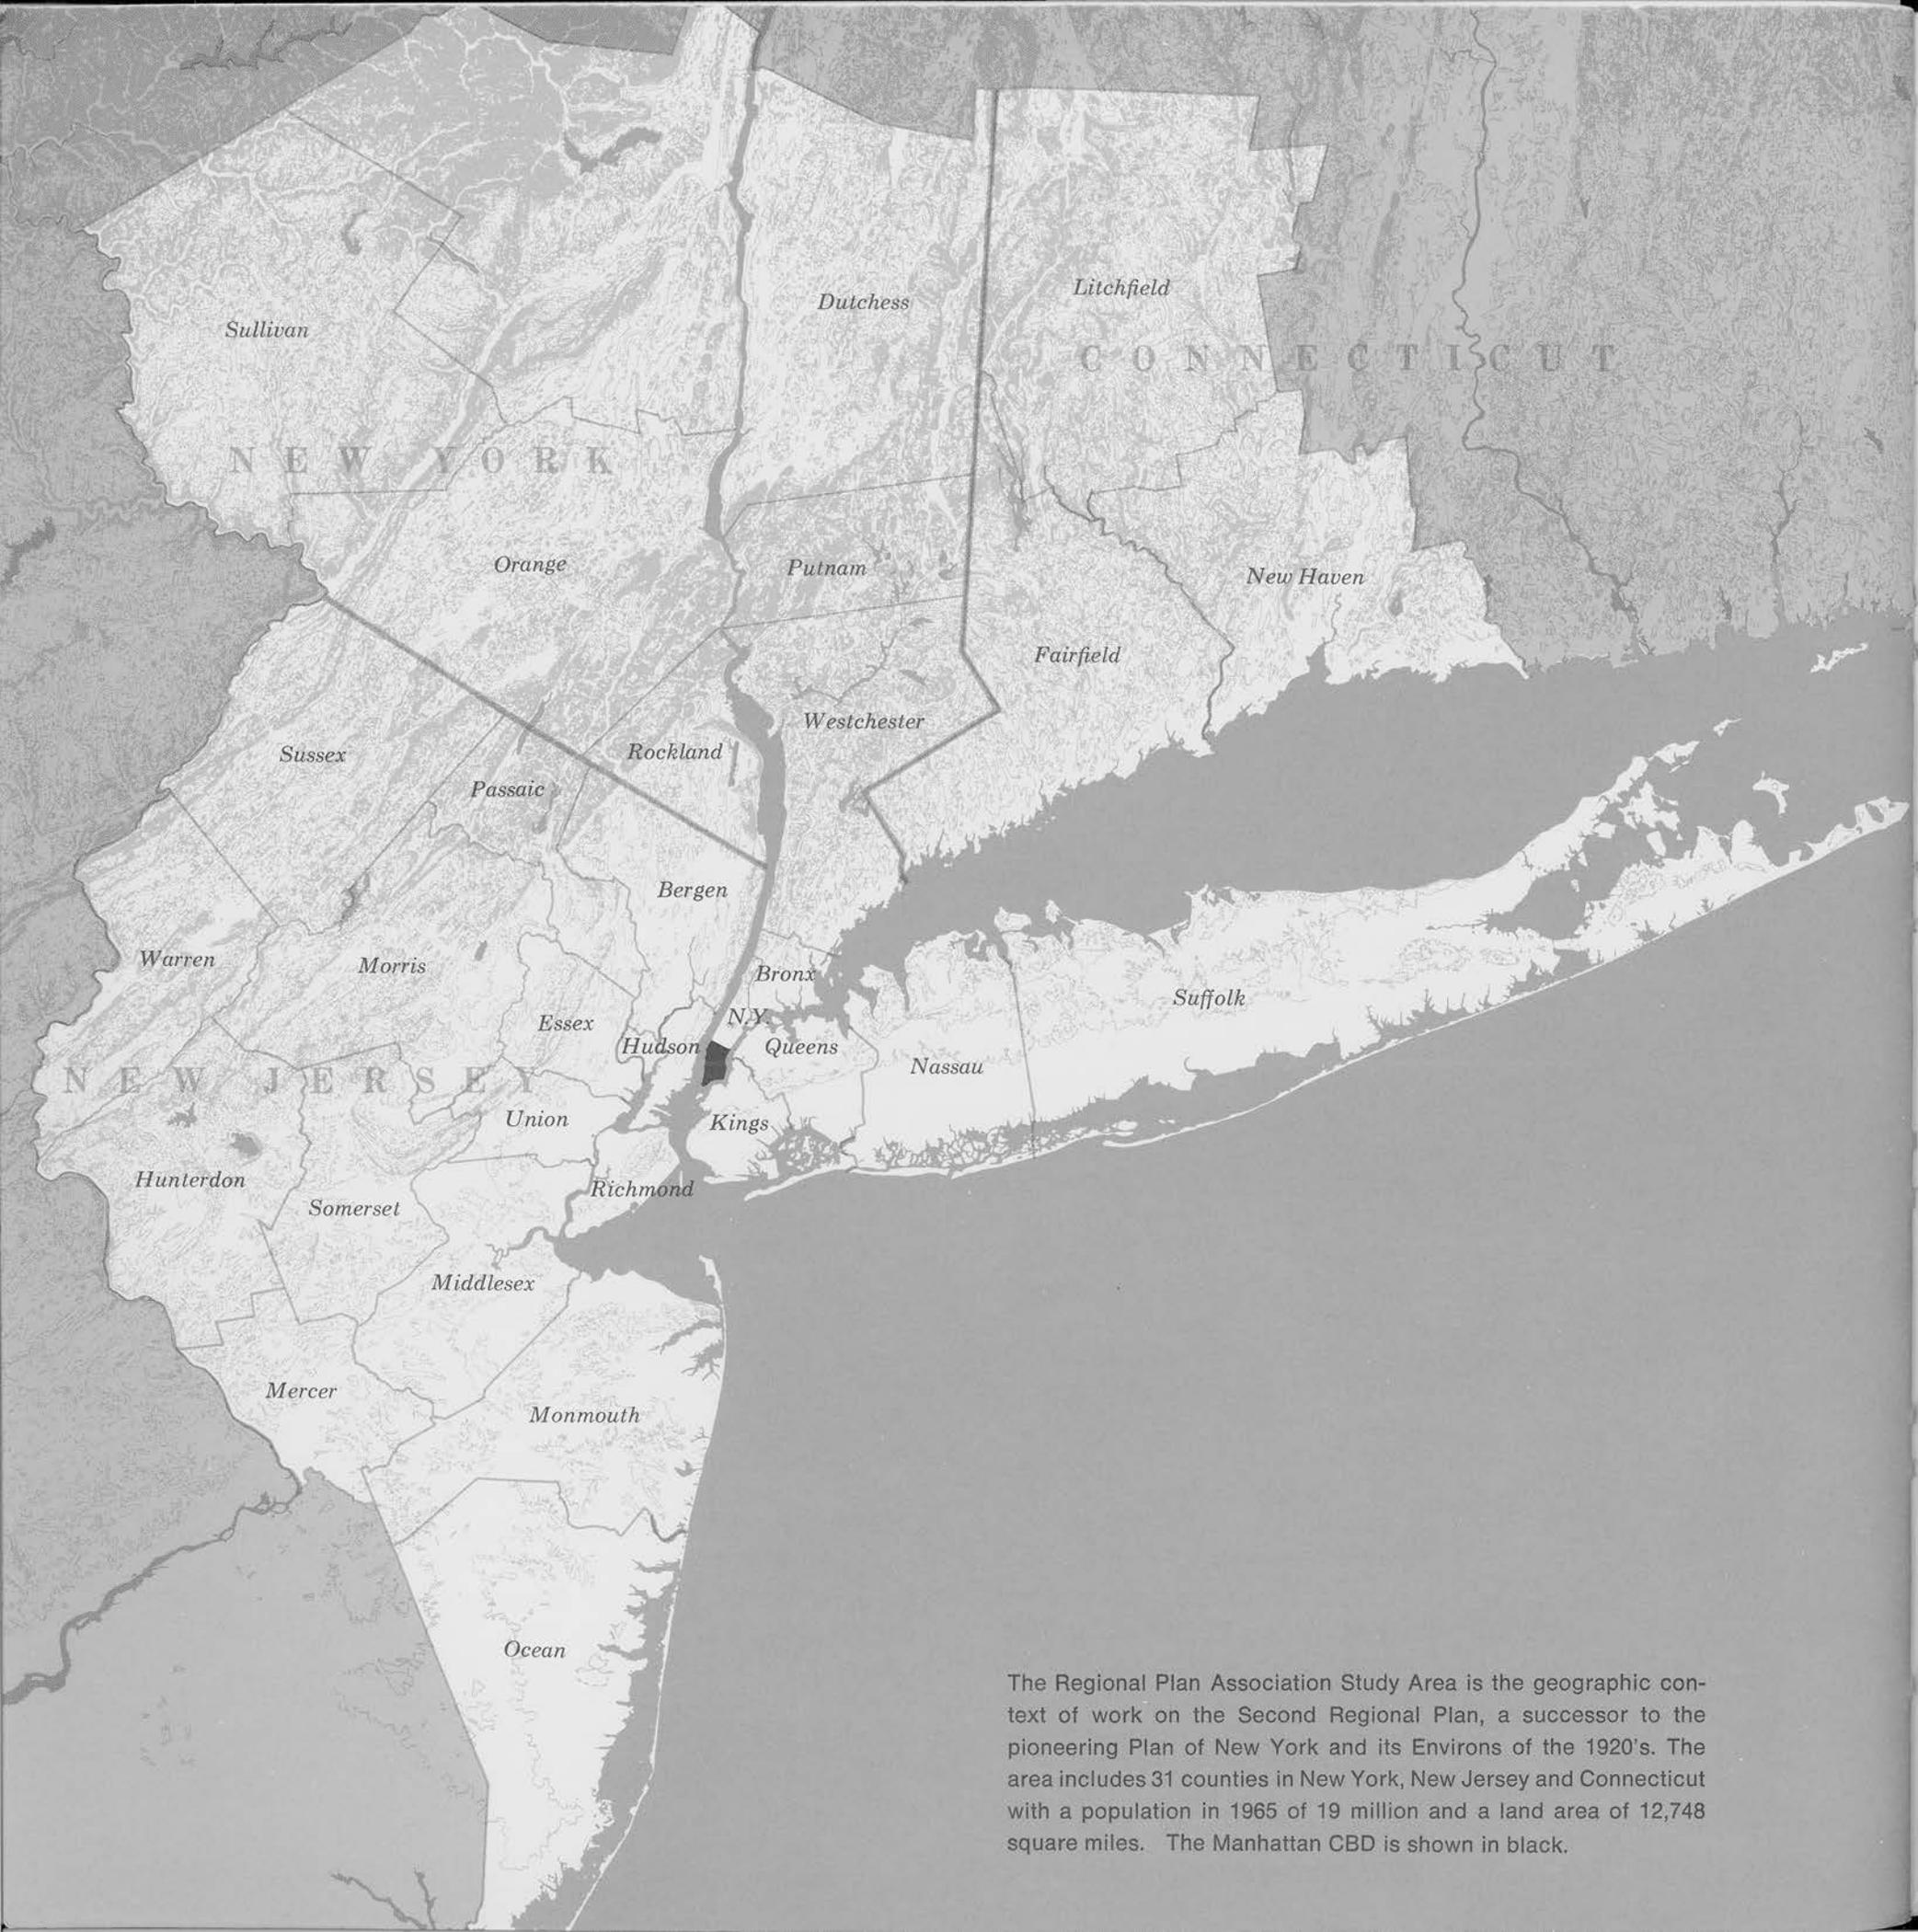 Dutchess
Litchfield
Sullivan
CONNECTICUT
NEW YORK
Orange
Putnam
New Haven
Fairfield
Westchester
Sussex
Rockland
Passaic
Bergen
Warren
Morris
Bronx
Suffolk
Essex
N.Y.
Hudson
Queens
Nassau
NEW JERSEY
Union
Kings
Hunterdon
Richmond
Somerset
Middlesex
Mercer
Monmouth
Ocean
The Regional Plan Association Study Area is the geographic con-
text of work on the Second Regional Plan, a successor to the
pioneering Plan of New York and its Environs of the 1920's. The
area includes 31 counties in New York, New Jersey and Connecticut
with a population in 1965 of 19 million and a land area of 12,748
square miles. The Manhattan CBD is shown in black.